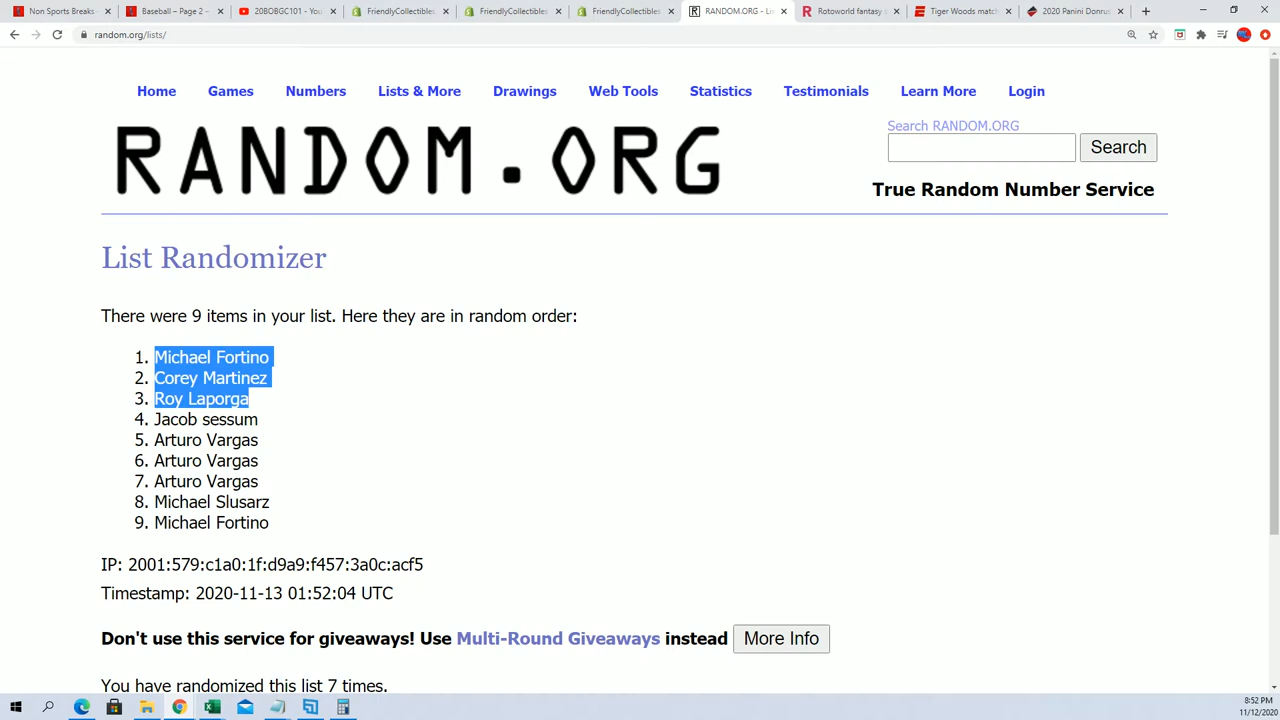 Non Sports Breaks
Baseball – Page 2 –
20BOBGC101 - You
FriendlyCollectibles
FriendlyCollectibles
FriendlyCollectibles
RANDOM.ORG - Li
Rotoworld fantasy
Tiger Woods match
2020 Panini Donrus
random.org/lists/
Home Games Numbers Lists & More Drawings Web Tools Statistics Testimonials Learn More Login
RANDOM.ORG
Search RANDOM.ORG
Search
True Random Number Service
List Randomizer
There were 9 items in your list. Here they are in random order:
1. Michael Fortino
2. Corey Martinez
3. Roy Laporga
4. Jacob sessum
5. Arturo Vargas
6. Arturo Vargas
7. Arturo Vargas
8. Michael Slusarz
9. Michael Fortino
IP: 2001:579:c1a0:1f:d9a9:f457:3a0c:acf5
Timestamp: 2020-11-13 01:52:04 UTC
Don't use this service for giveaways! Use Multi-Round Giveaways instead More Info
You have randomized this list 7 times.
8:52 PM
11/12/2020